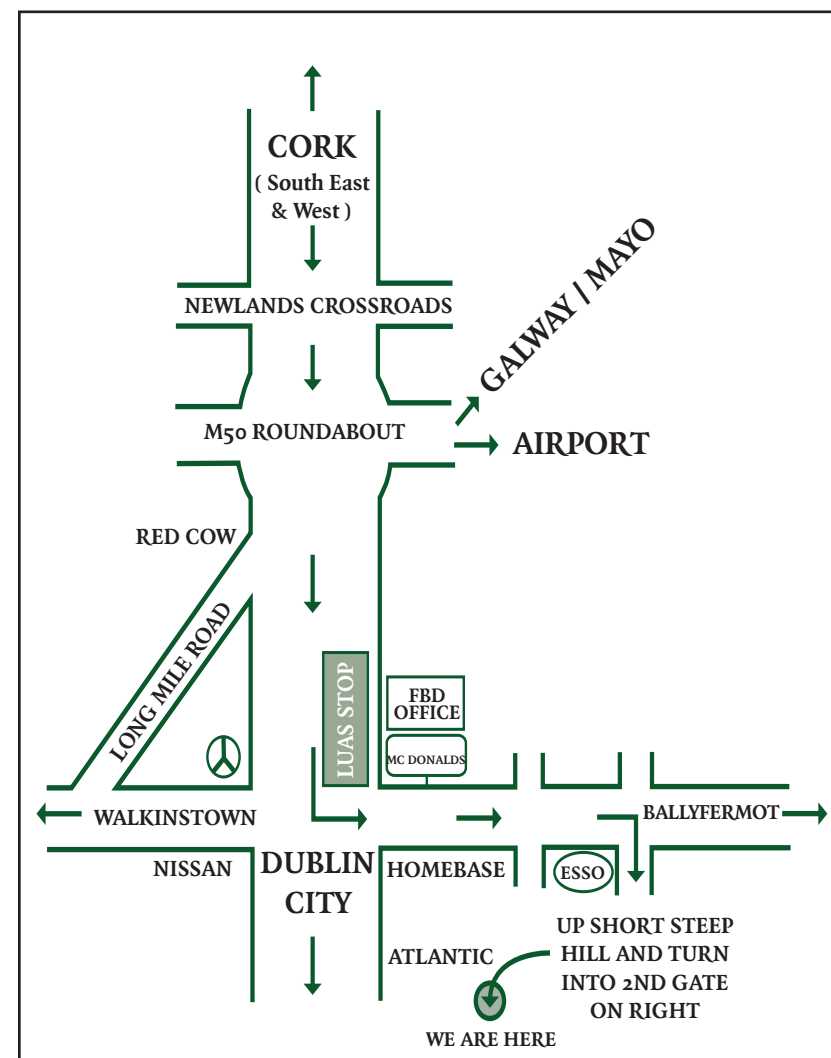 CORK
( South East
& West )
NEWLANDS CROSSROADS
GALWAY / MAYO
M50 ROUNDABOUT
AIRPORT
RED COW
LONG MILE ROAD
LUAS STOP
FBD
OFFICE
MC DONALDS
WALKINSTOWN
BALLYFERMOT
NISSAN
DUBLIN
CITY
HOMEBASE
ESSO
ATLANTIC
UP SHORT STEEP
HILL AND TURN
INTO 2ND GATE
ON RIGHT
WE ARE HERE